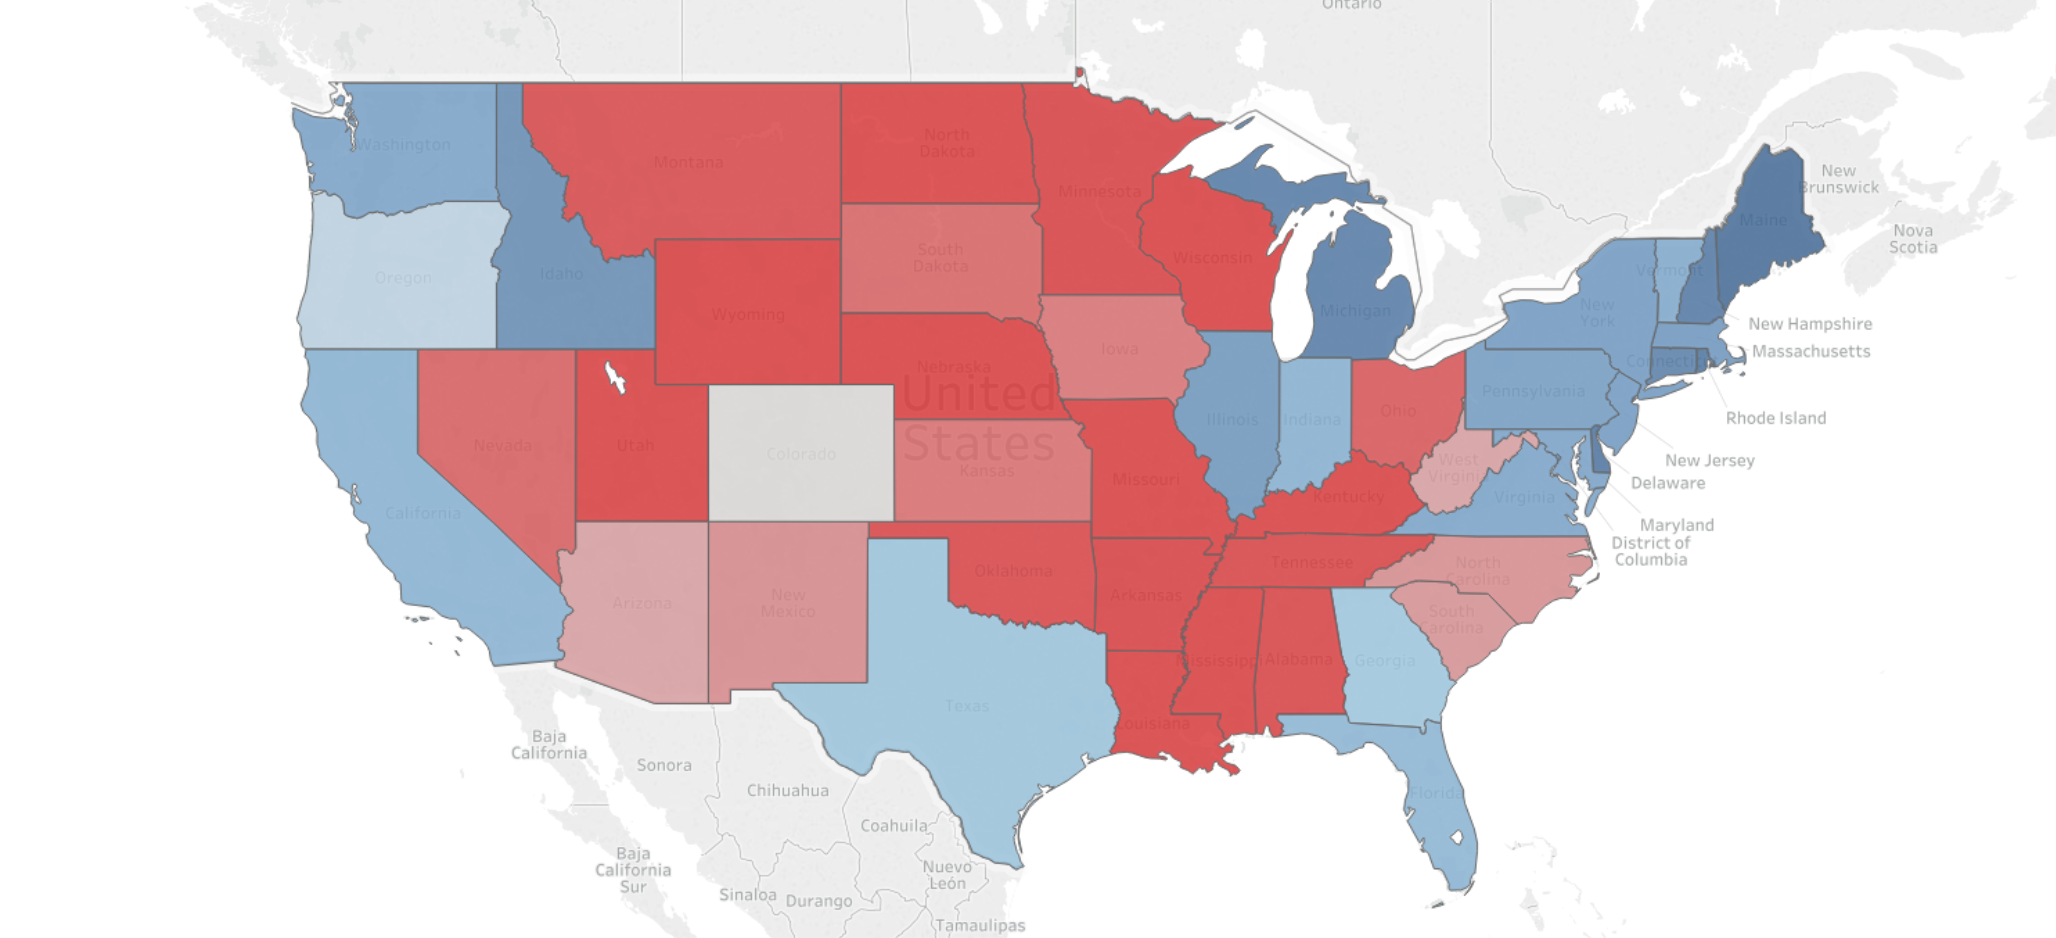 Ontario
Washington
Montana
North
Dakota
Minnesota
New
Brunswick
Maine
Nova
Scotia
Oregon
Idaho
South
Dakota
Wisconsin
Vermont
Wyoming
Michigan
New
York
New Hampshire
Massachusetts
Iowa
Nebraska
United
States
Pennsylvania
Rhode Island
Nevada
Utah
Colorado
Kansas
Illinois
Indiana
Ohio
West
New Jersey
Delaware
Missouri
Kentucky
Virginia
California
Maryland
District of
Columbia
Oklahoma
Arkansas
Tennessee
North
Carolina
Arizona
New
Mexico
South
Carolina
Mississippi
Alabama
Georgia
Texas
Louisiana
Baja
California
Sonora
Chihuahua
Florida
Coahuila
Baja
California
Sur
Nuevo
León
Sinaloa
Durango
Tamaulipas